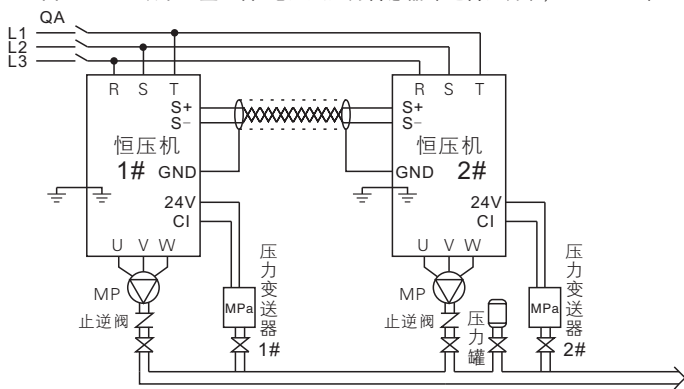 QA
L1
L2
L3
R S T
R S T
S+
S−
S+
S−
恒压机
1#
GND
GND
恒压机
2#
24V
CI
24V
CI
U V W
U V W
MP
止逆阀
MPa
压力变送器
1#
MP
止逆阀
压力罐
MPa
压力变送器
2#